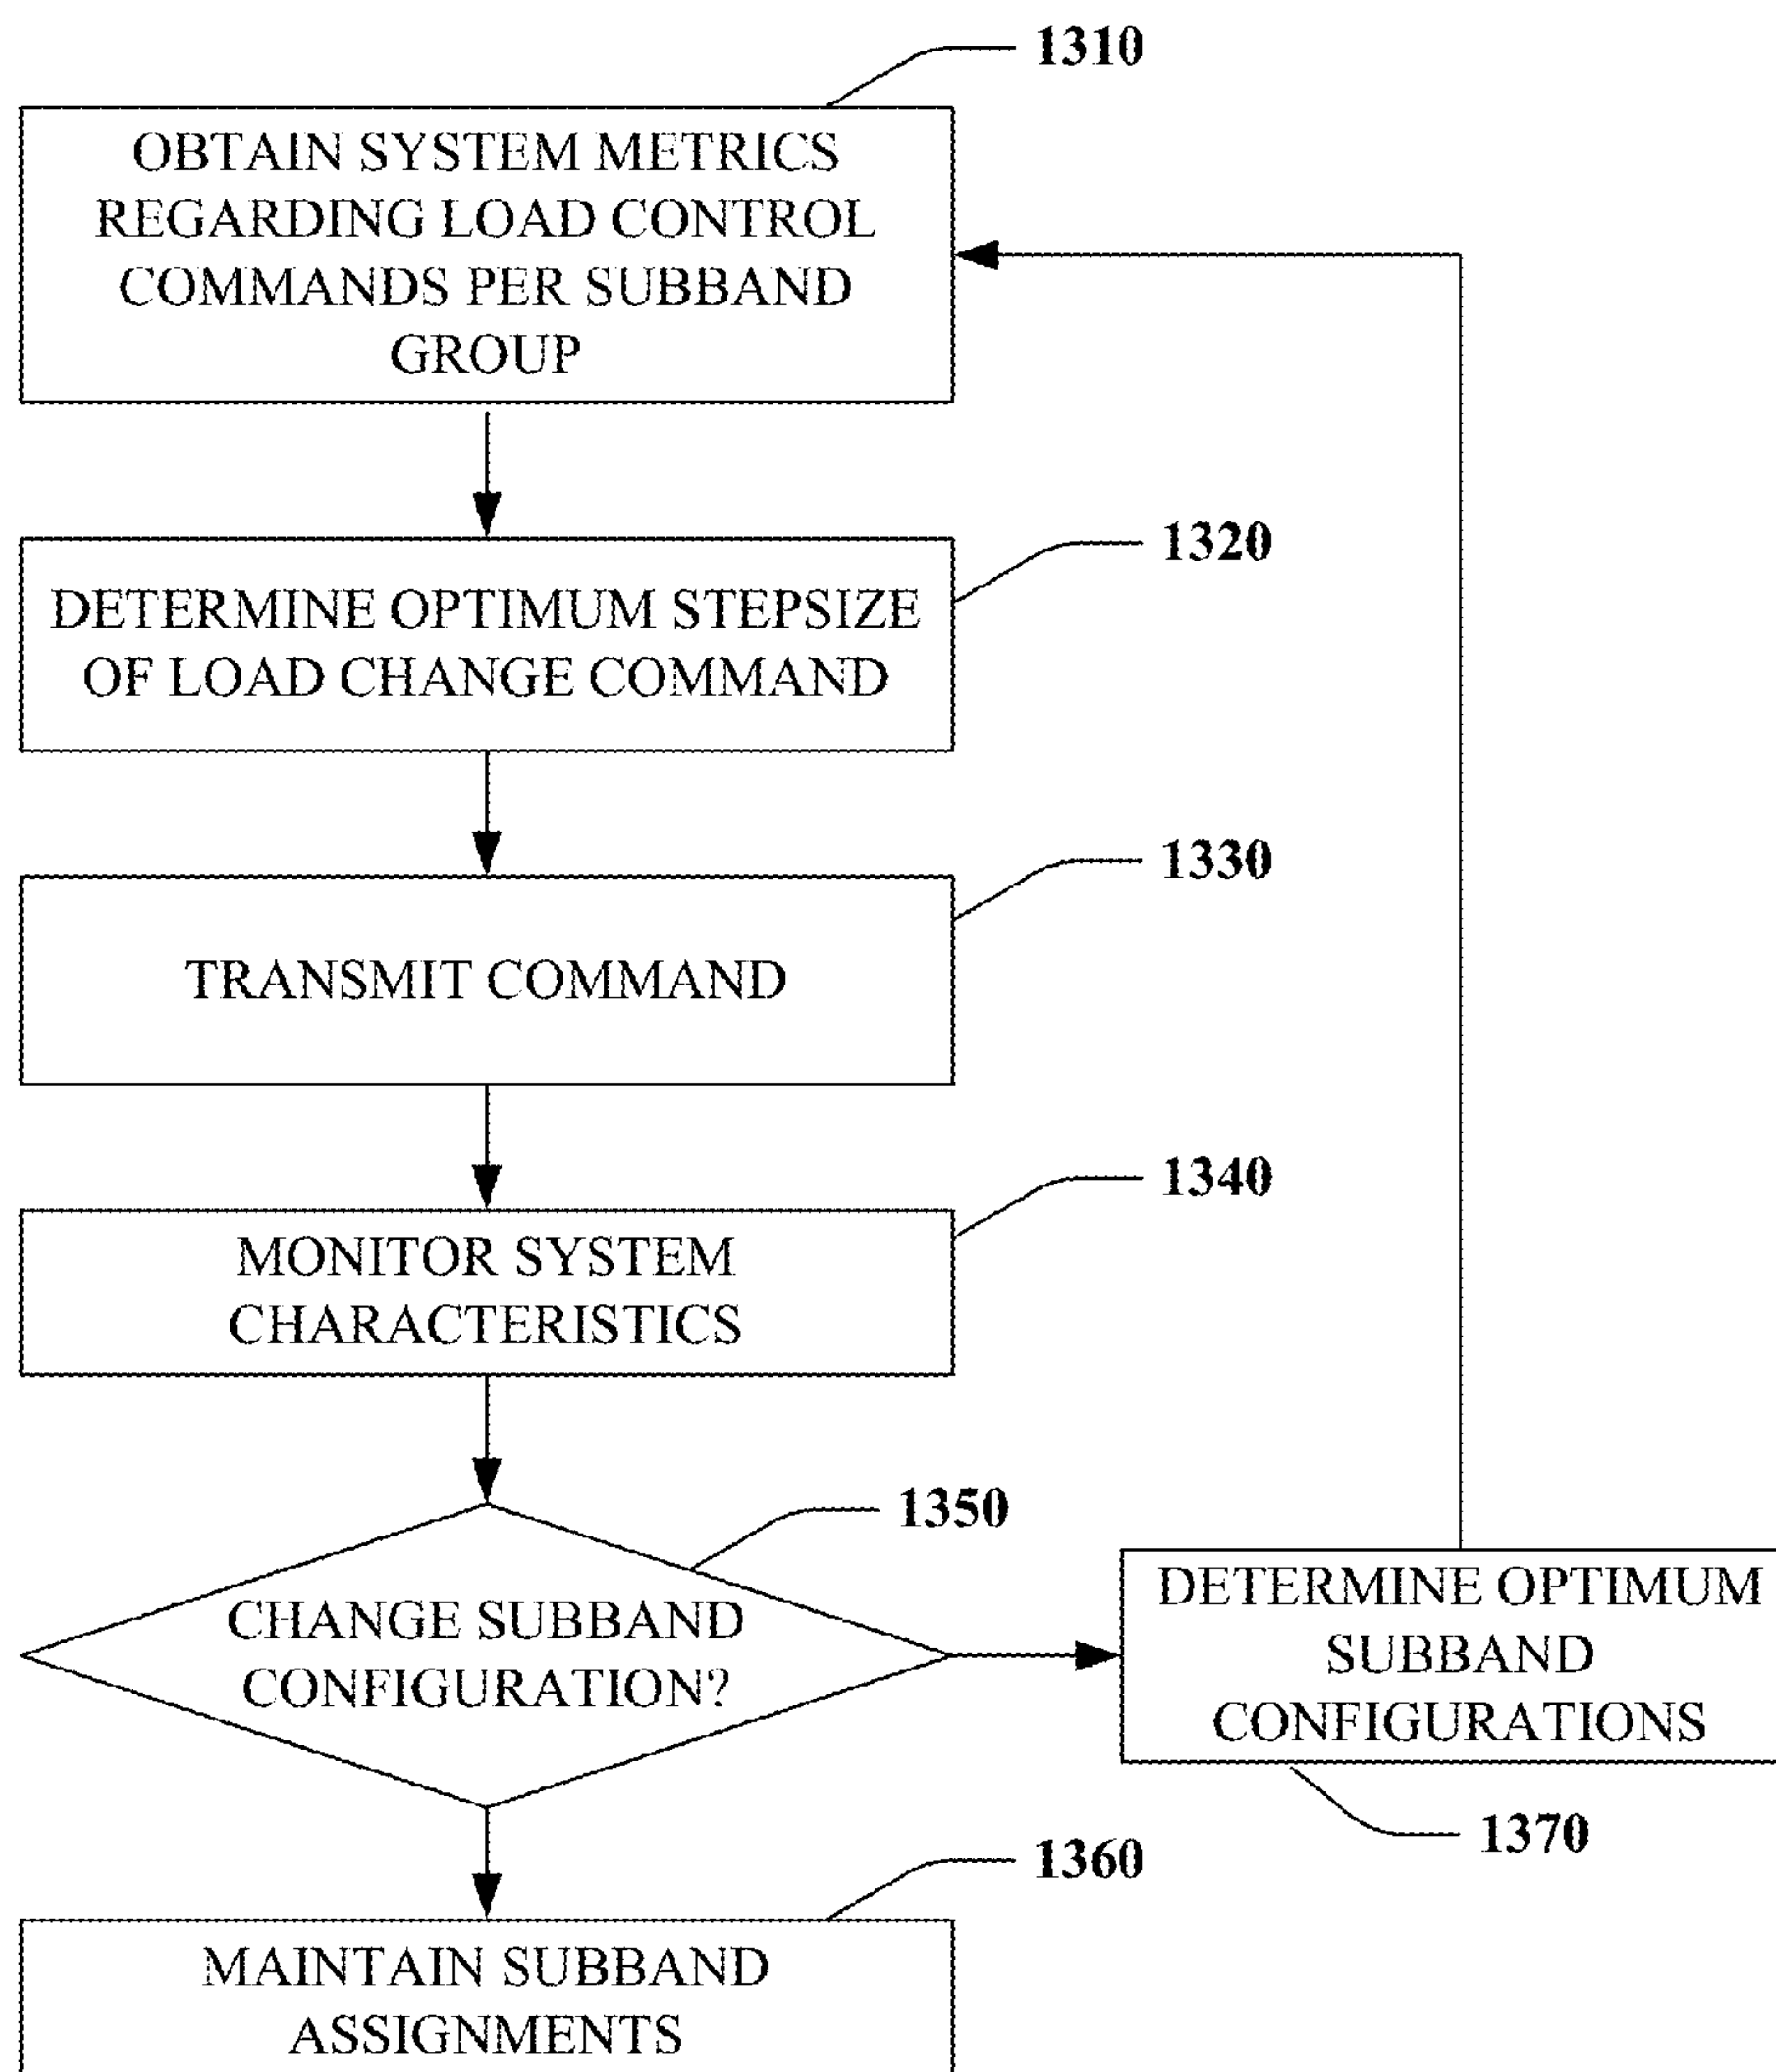 1310
OBTAIN SYSTEM METRICS
REGARDING LOAD CONTROL
COMMANDS PER SUBBAND
GROUP
1320
DETERMINE OPTIMUM STEPSIZE
OF LOAD CHANGE COMMAND
1330
TRANSMIT COMMAND
1340
MONITOR SYSTEM
CHARACTERISTICS
1350
CHANGE SUBBAND
CONFIGURATION?
DETERMINE OPTIMUM
SUBBAND
CONFIGURATIONS
1370
1360
MAINTAIN SUBBAND
ASSIGNMENTS